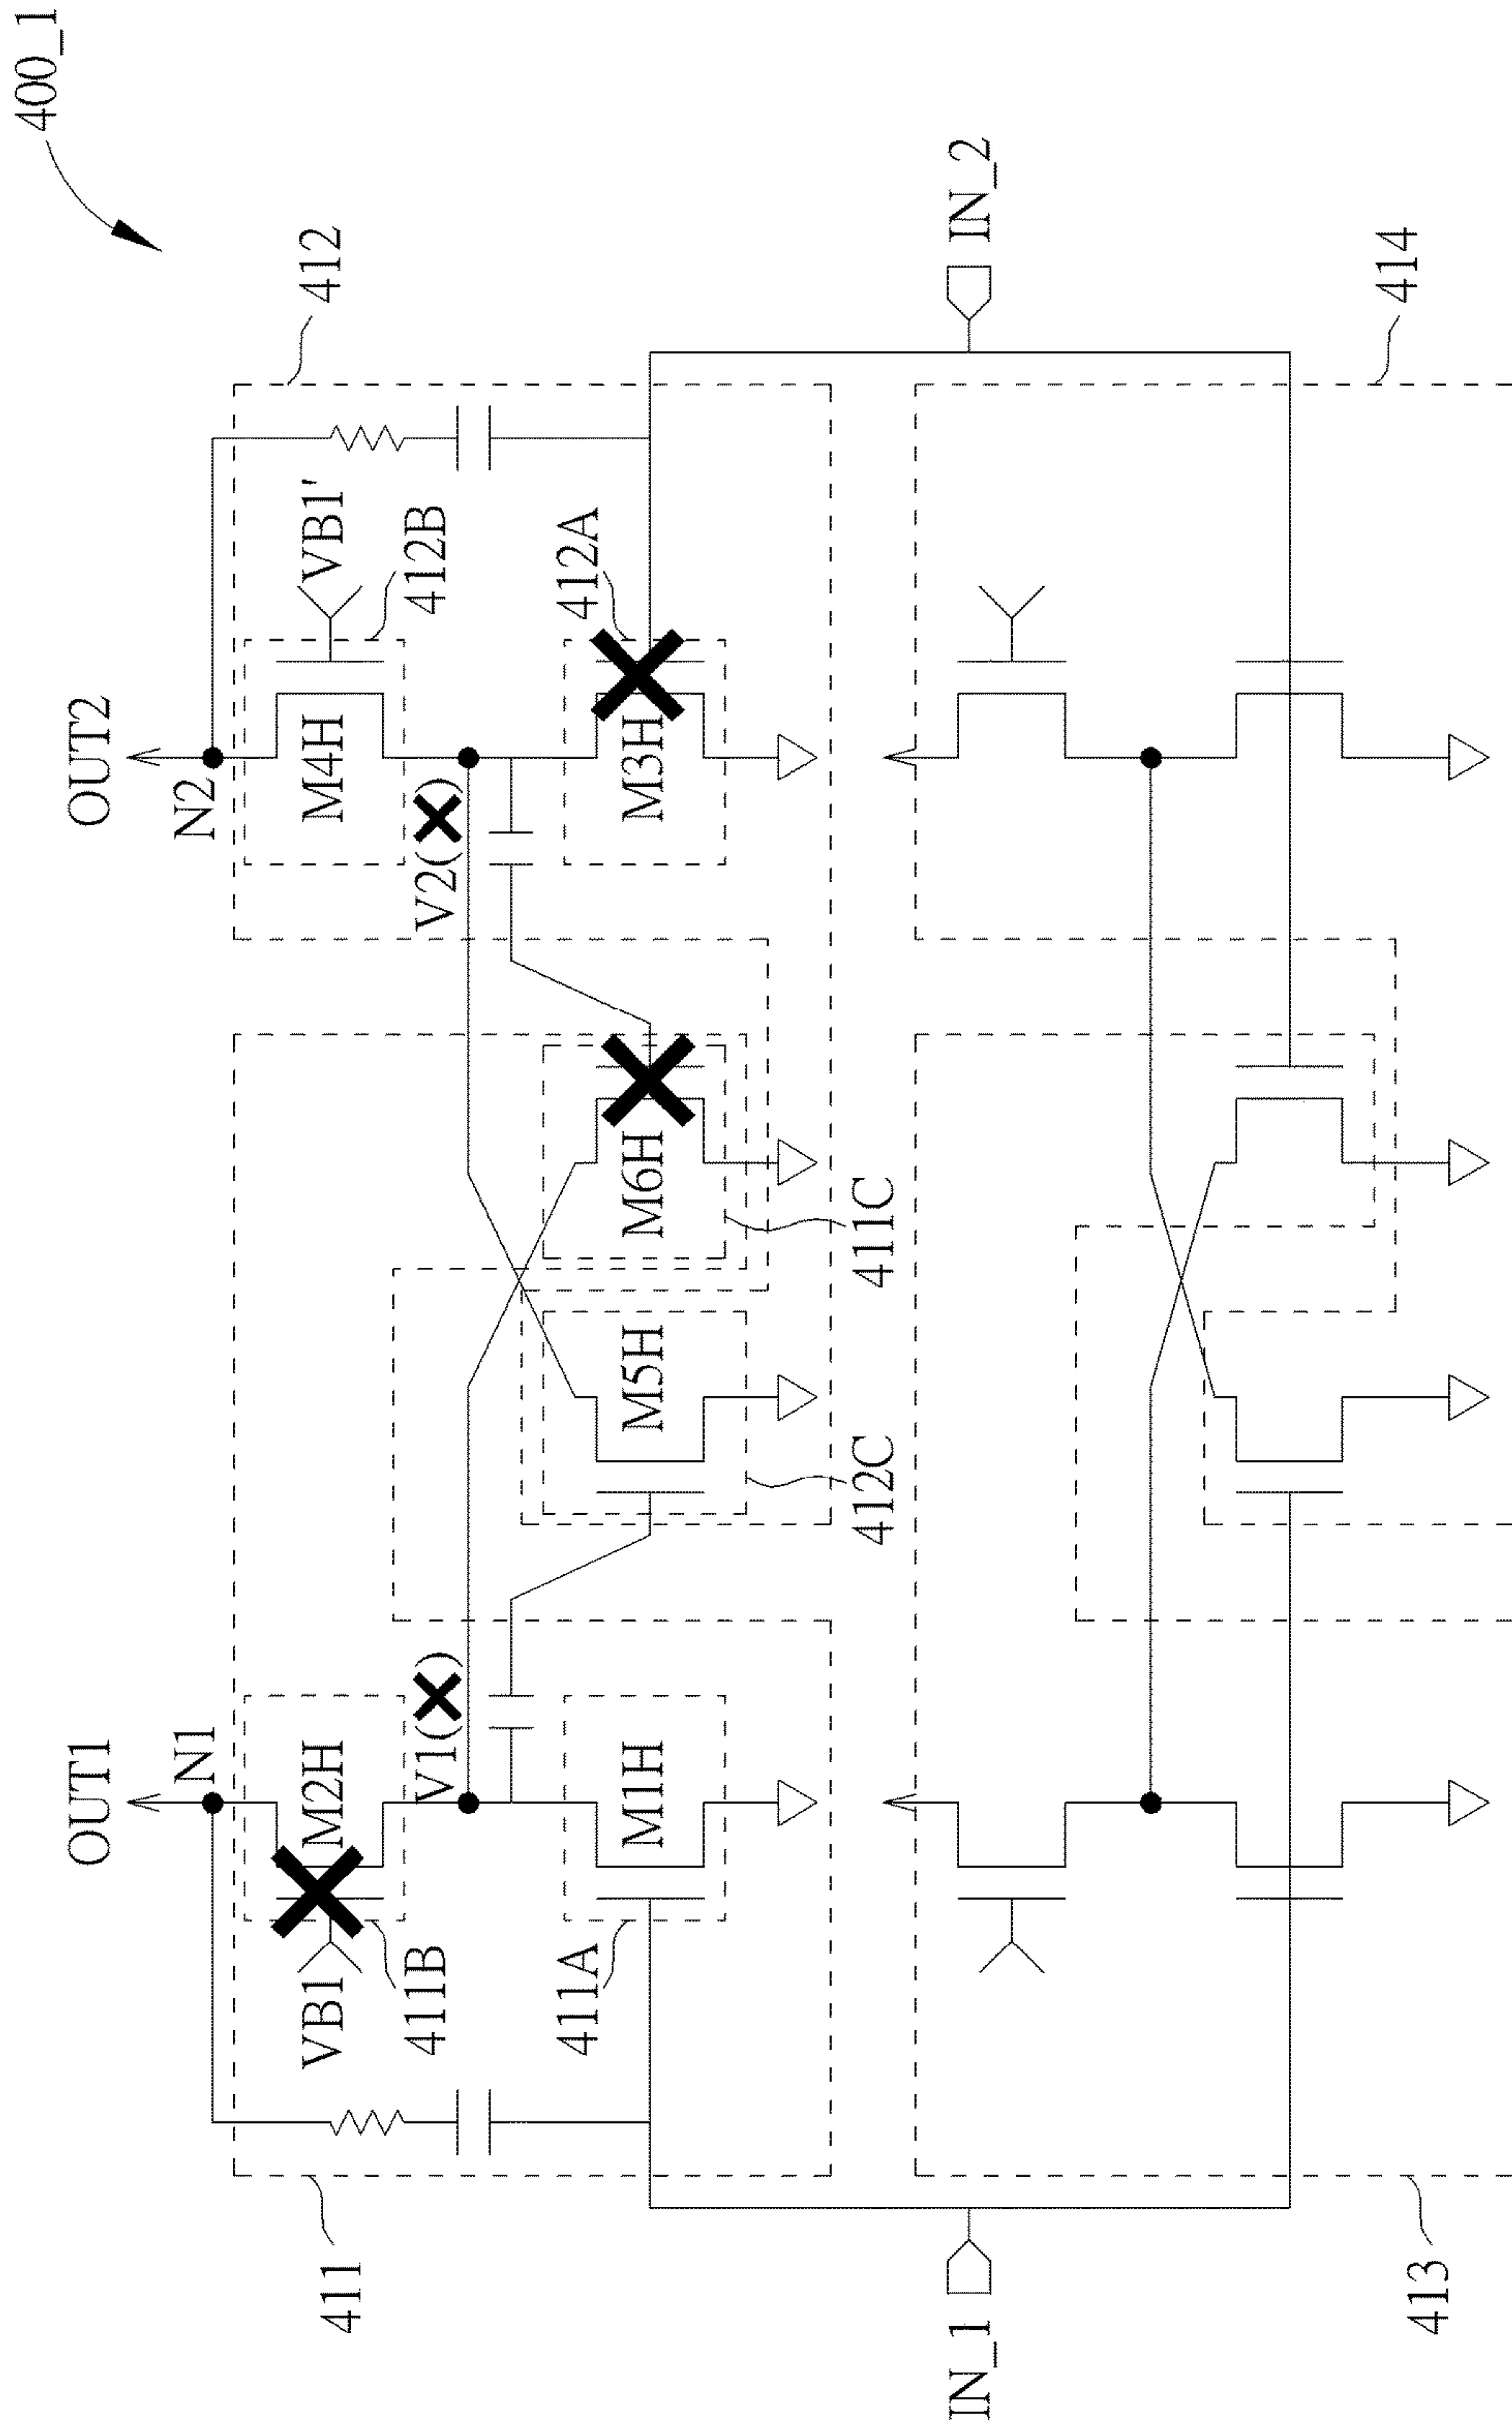 400_1
OUT1
OUT2
N1
N2
411
412
VB1
M2H
M4H
VB1'
411B
V1(×)
V2(×)
412B
411A
M1H
M5H
M6H
M3H
412A
412C
411C
IN_1
IN_2
413
414